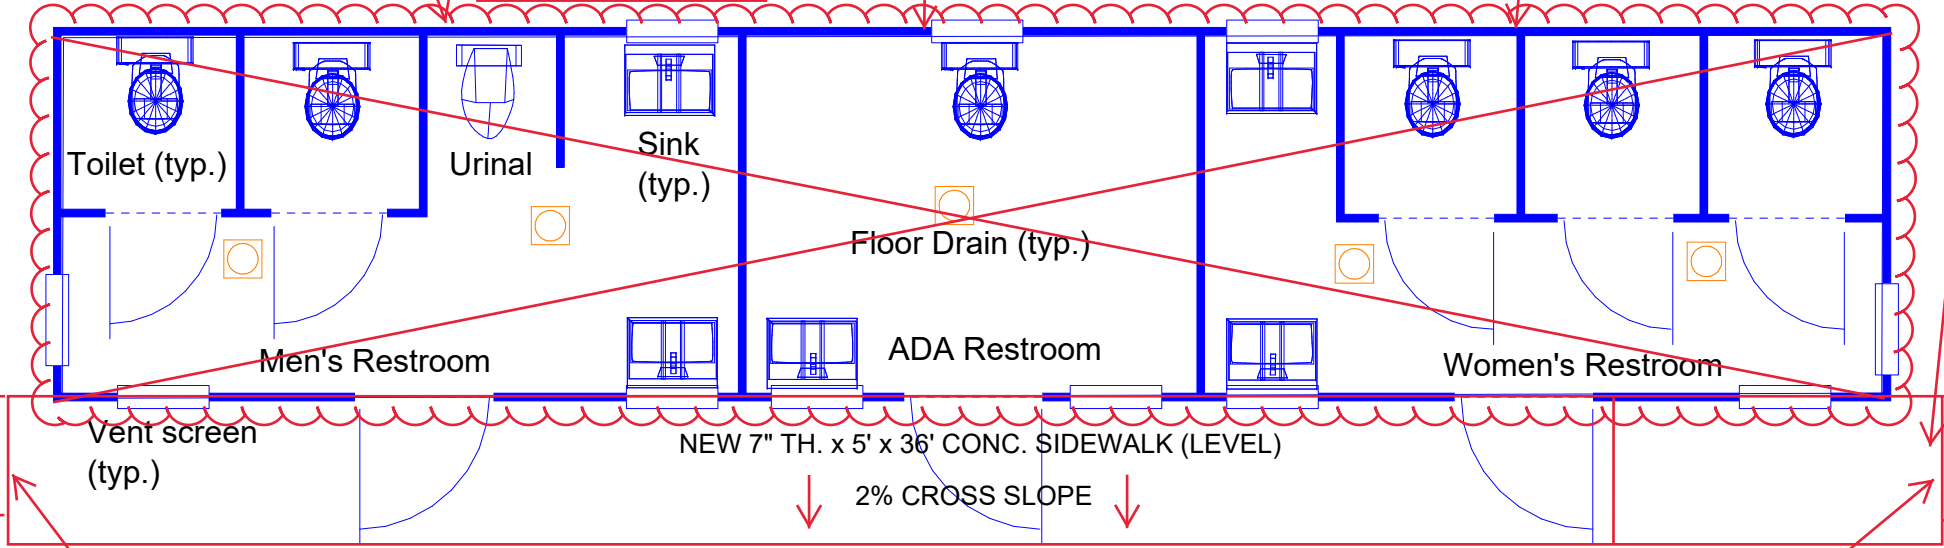 Sink
(typ.)
Toilet (typ.)
Urinal
Floor Drain (typ.)
Men's Restroom
ADA Restroom
Women's Restroom
Vent screen
(typ.)
NEW 7" TH. x 5' x 36' CONC. SIDEWALK (LEVEL)
2% CROSS SLOPE